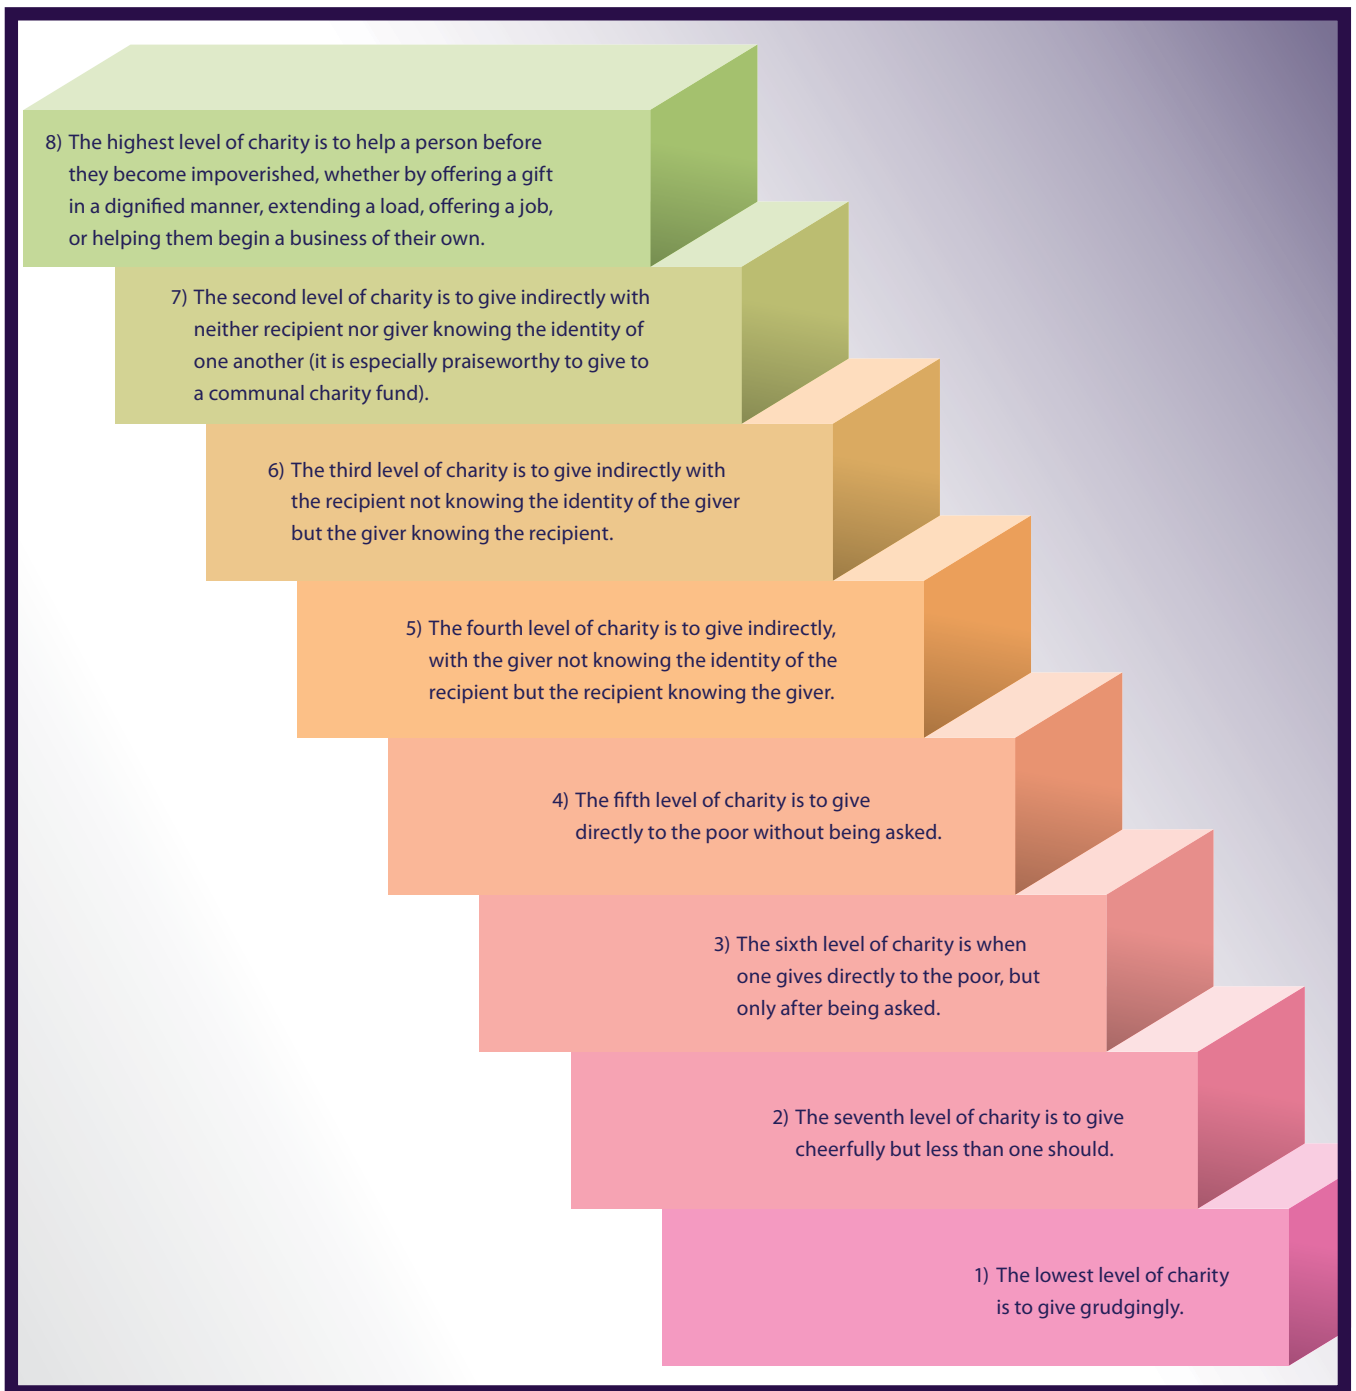 8) The highest level of charity is to help a person before
they become impoverished, whether by offering a gift
in a dignified manner, extending a load, offering a job,
or helping them begin a business of their own.
7) The second level of charity is to give indirectly with
neither recipient nor giver knowing the identity of
one another (it is especially praiseworthy to give to
a communal charity fund).
6) The third level of charity is to give indirectly with
the recipient not knowing the identity of the giver
but the giver knowing the recipient.
5) The fourth level of charity is to give indirectly,
with the giver not knowing the identity of the
recipient but the recipient knowing the giver.
4) The fifth level of charity is to give
directly to the poor without being asked.
3) The sixth level of charity is when
one gives directly to the poor, but
only after being asked.
2) The seventh level of charity is to give
cheerfully but less than one should.
1) The lowest level of charity
is to give grudgingly.